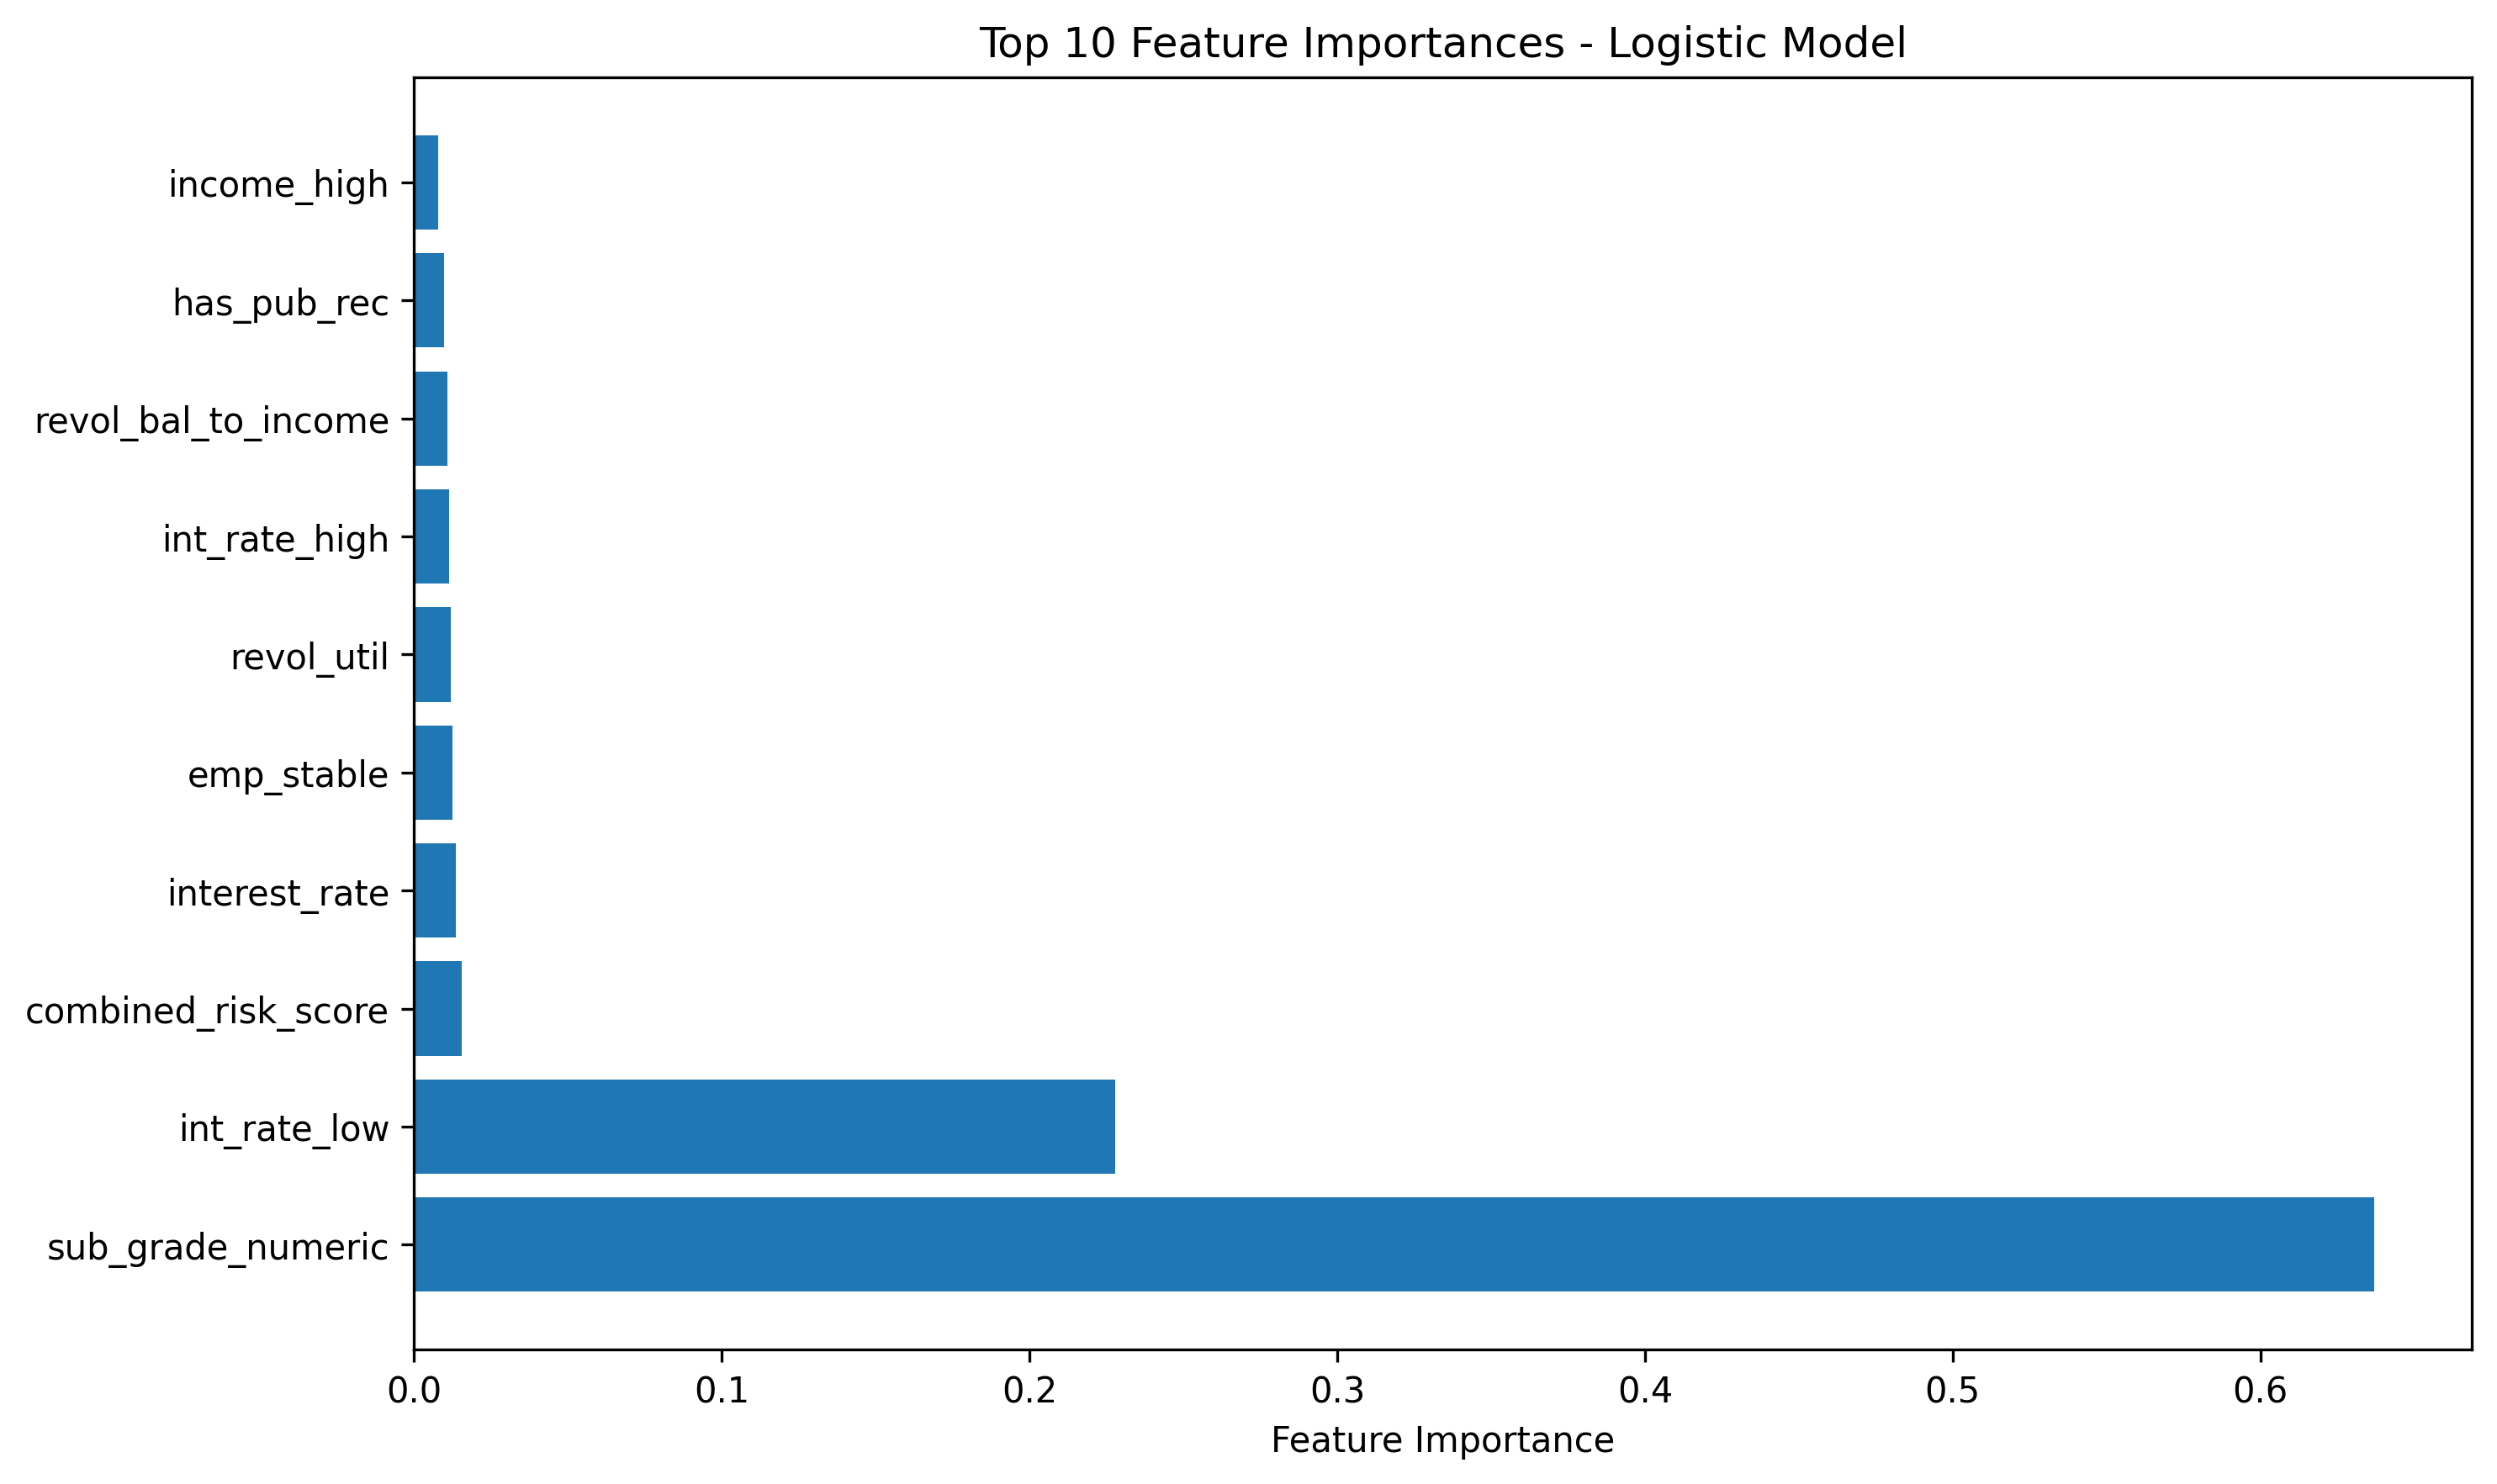 Top 10 Feature Importances - Logistic Model
income_high
has_pub_rec
revol_bal_to_income
int_rate_high
revol_util
emp_stable
interest_rate
combined_risk_score
int_rate_low
sub_grade_numeric
0.0 0.1 0.2 0.3 0.4 0.5 0.6
Feature Importance